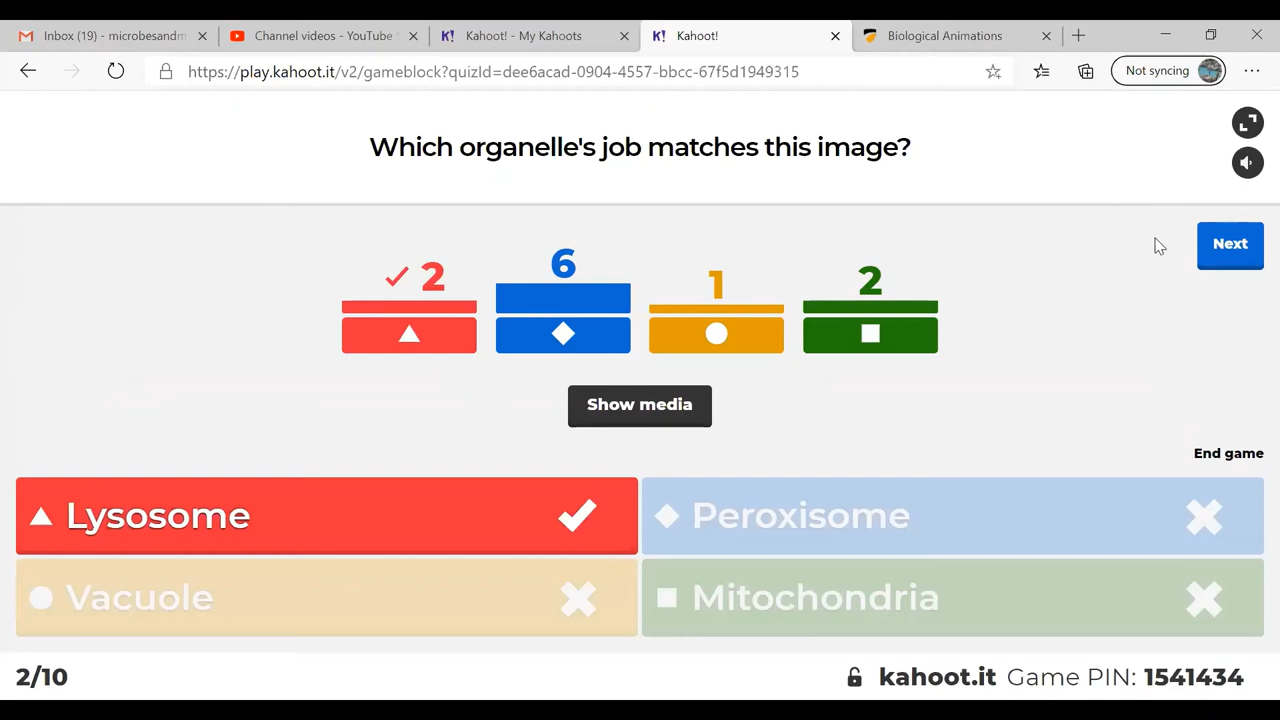 Inbox (19) - microbesandm
Channel videos - YouTube
K! Kahoot! - My Kahoots
K! Kahoot!
Biological Animations
https://play.kahoot.it/v2/gameblock?quizId=dee6acad-0904-4557-bbcc-67f5d1949315
Not syncing
Which organelle's job matches this image?
Next
2
6
1
2
Show media
End game
Lysosome
Peroxisome
Vacuole
Mitochondria
2/10
kahoot.it Game PIN: 1541434